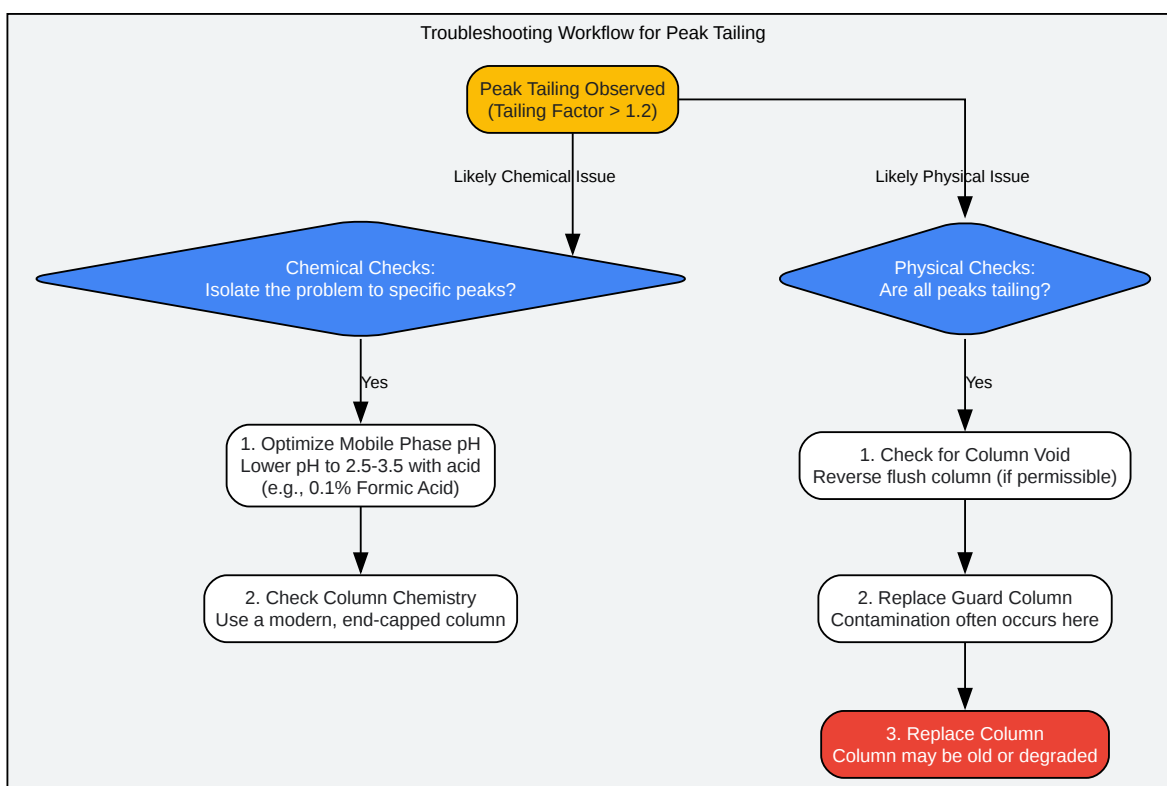 Troubleshooting Workflow for Peak Tailing
Peak Tailing Observed
(Tailing Factor > 1.2)
Likely Chemical Issue
Likely Physical Issue
Chemical Checks:
Isolate the problem to specific peaks?
Physical Checks:
Are all peaks tailing?
Yes
Yes
1. Optimize Mobile Phase pH
Lower pH to 2.5-3.5 with acid
(e.g., 0.1% Formic Acid)
1. Check for Column Void
Reverse flush column (if permissible)
2. Check Column Chemistry
Use a modern, end-capped column
2. Replace Guard Column
Contamination often occurs here
3. Replace Column
Column may be old or degraded